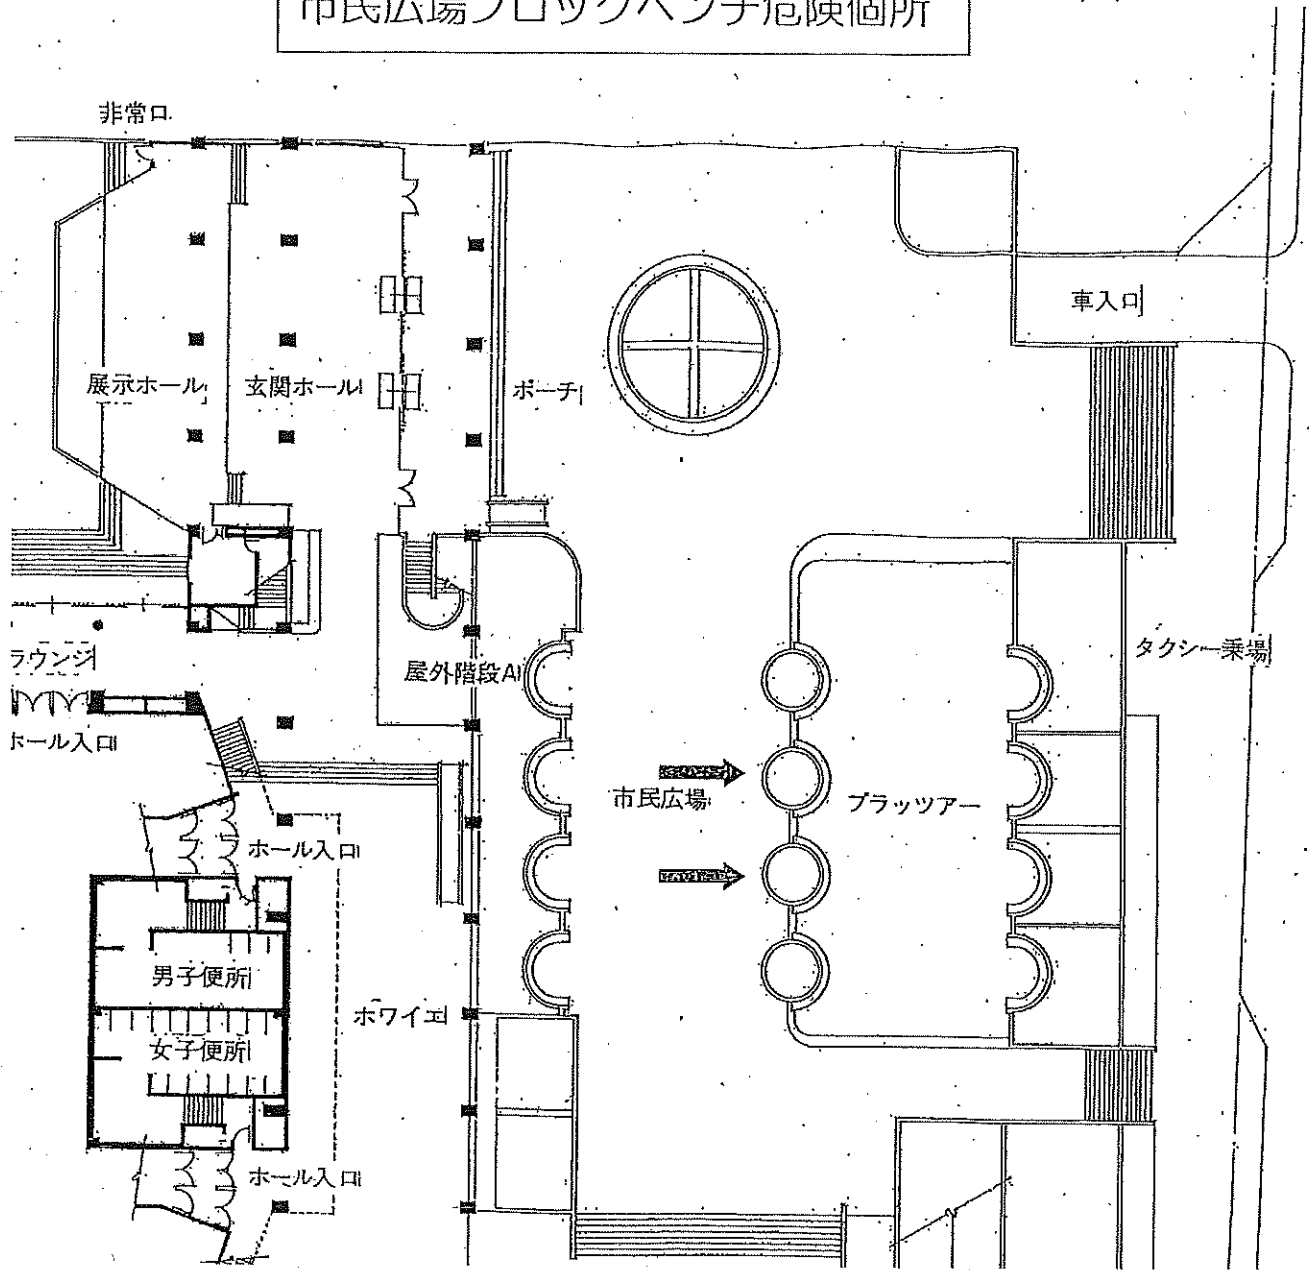 市民広場ブロックベンチ危険個所
非常口
車入口
展示ホール
玄関ホール
ポーチ
ラウンジ
屋外階段A
タクシー乗場
ホール入口
市民広場
プラッツアー
ホール入口
男子便所
ホワイエ
女子便所
ホール入口